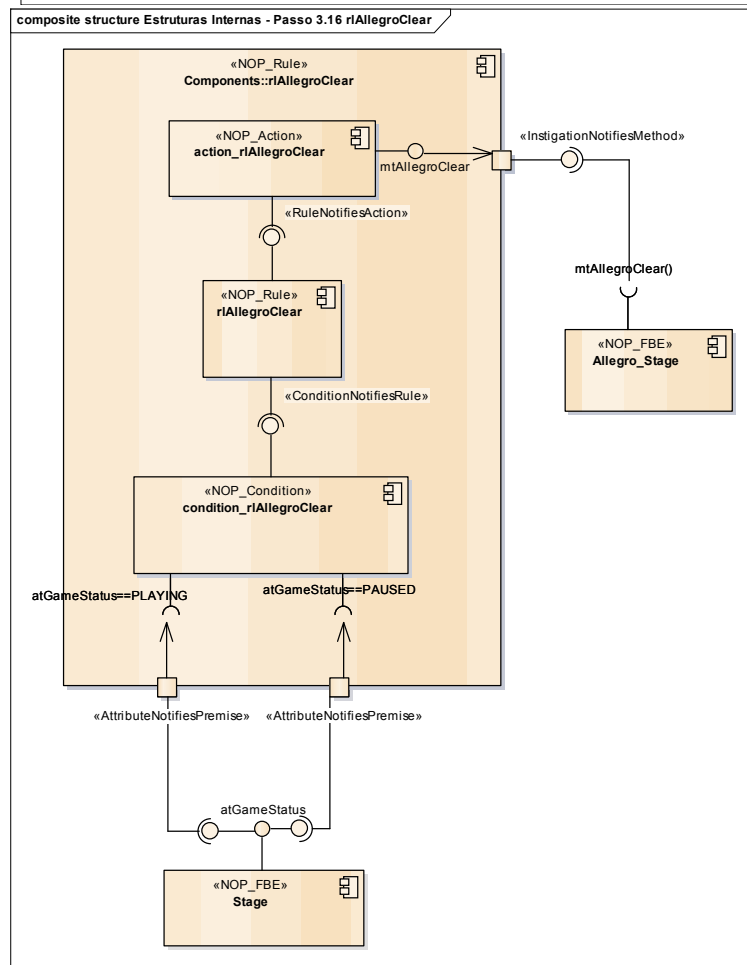 composite structure Estruturas Internas - Passo 3.16 rlAllegroClear
«NOP_Rule»
Components::rlAllegroClear
«NOP_Action»
action_rlAllegroClear
mtAllegroClear
«InstigationNotifiesMethod»
«RuleNotifiesAction»
mtAllegroClear()
«NOP_Rule»
rlAllegroClear
«NOP_FBE»
Allegro_Stage
«ConditionNotifiesRule»
«NOP_Condition»
condition_rlAllegroClear
atGameStatus==PLAYING
atGameStatus==PAUSED
«AttributeNotifiesPremise»
«AttributeNotifiesPremise»
atGameStatus
«NOP_FBE»
Stage